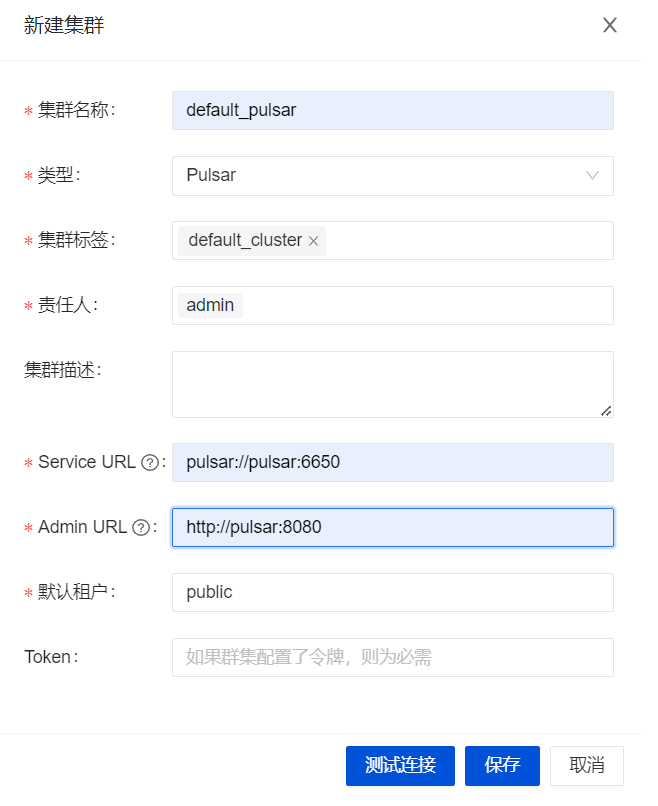 新建集群
* 集群名称: default_pulsar
* 类型: Pulsar
* 集群标签: default_cluster ×
* 责任人: admin
集群描述:
* Service URL ?: pulsar://pulsar:6650
* Admin URL ?: http://pulsar:8080
* 默认租户: public
Token: 如果群集配置了令牌，则为必需
测试连接 保存 取消